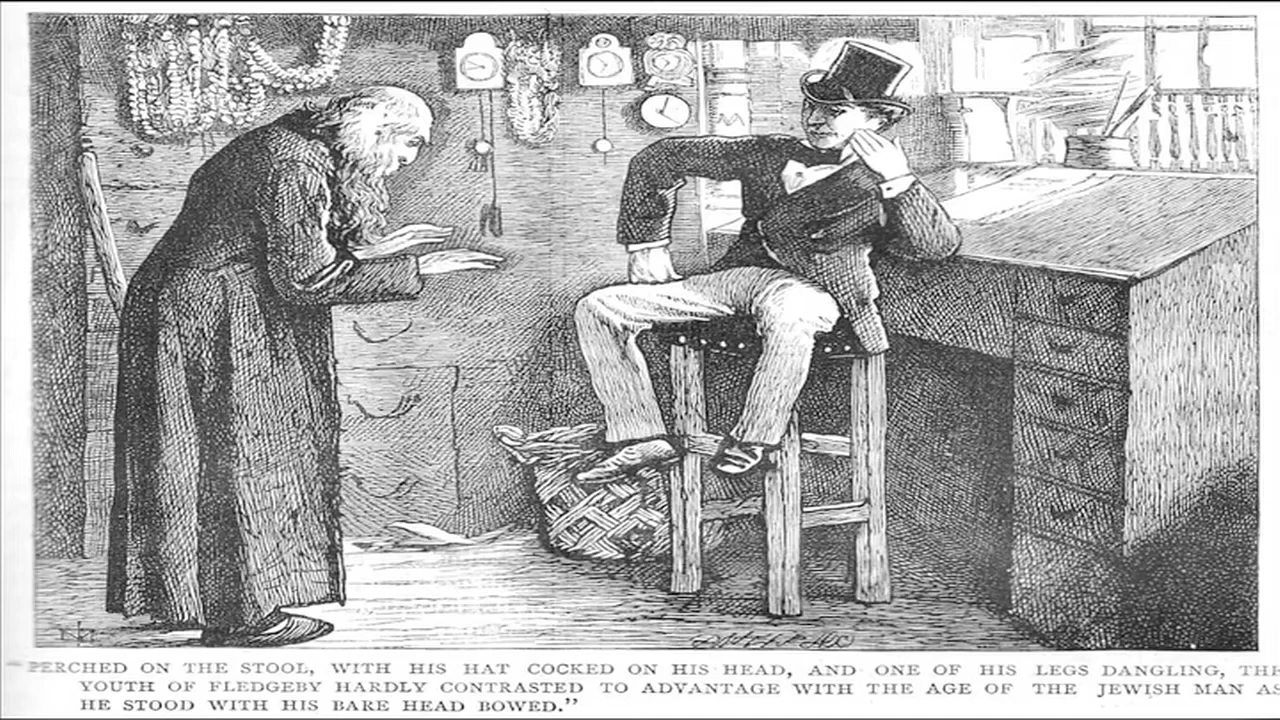 PERCHED ON THE STOOL, WITH HIS HAT COCKED ON HIS HEAD, AND ONE OF HIS LEGS DANGLING, THE
YOUTH OF FLEDGEBY HARDLY CONTRASTED TO ADVANTAGE WITH THE AGE OF THE JEWISH MAN AS
HE STOOD WITH HIS BARE HEAD BOWED.”